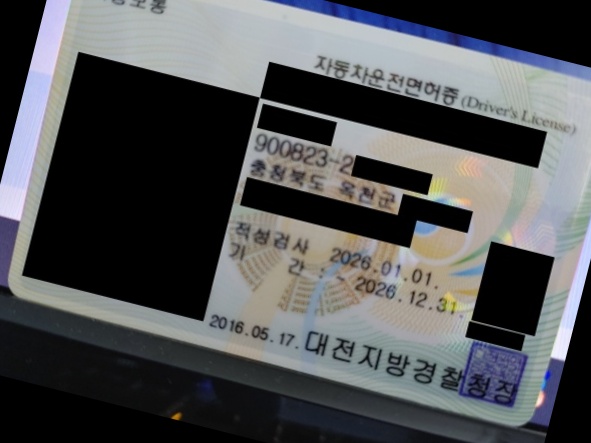 보통
자동차운전면허증 (Driver's License)
900823-2
충청북도 옥천군
적성검사 2026.01.01.
기 간 ~ 2026.12.31.
2016.05.17. 대전지방경찰청장